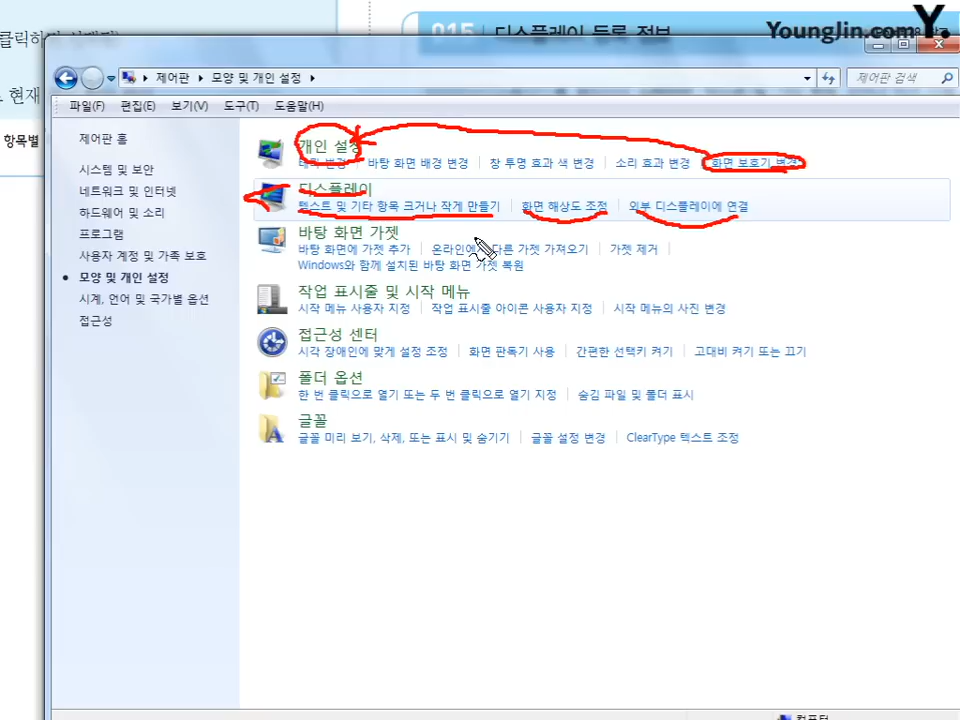 015 디스플레이 등록 정보
YoungJin.com Y.
클릭하
현재
항목별
제어판 ▸ 모양 및 개인 설정 ▸
제어판 검색
파일(F) 편집(E) 보기(V) 도구(T) 도움말(H)
제어판 홈
시스템 및 보안
네트워크 및 인터넷
하드웨어 및 소리
프로그램
사용자 계정 및 가족 보호
모양 및 개인 설정
시계, 언어 및 국가별 옵션
접근성
개인 설정
테마 변경 바탕 화면 배경 변경 창 투명 효과 색 변경 소리 효과 변경 화면 보호기 변경
디스플레이
텍스트 및 기타 항목 크거나 작게 만들기 화면 해상도 조정 외부 디스플레이에 연결
바탕 화면 가젯
바탕 화면에 가젯 추가 온라인에서 다른 가젯 가져오기 가젯 제거
Windows와 함께 설치된 바탕 화면 가젯 복원
작업 표시줄 및 시작 메뉴
시작 메뉴 사용자 지정 작업 표시줄 아이콘 사용자 지정 시작 메뉴의 사진 변경
접근성 센터
시각 장애인에 맞게 설정 조정 화면 판독기 사용 간편한 선택키 켜기 고대비 켜기 또는 끄기
폴더 옵션
한 번 클릭으로 열기 또는 두 번 클릭으로 열기 지정 숨김 파일 및 폴더 표시
글꼴
글꼴 미리 보기, 삭제, 또는 표시 및 숨기기 글꼴 설정 변경 ClearType 텍스트 조정
컴퓨터